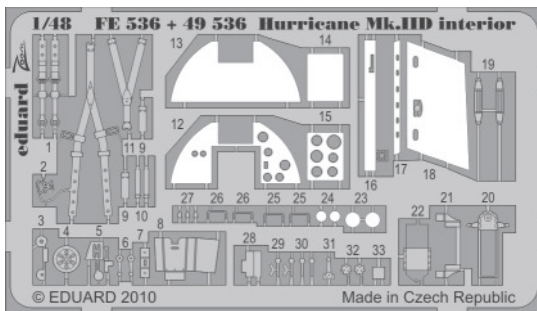 1/48 FE 536 + 49 536 Hurricane Mk.IID interior
eduard Zoom
13 14 19
12 15
1 11 9 16 17 18
2
9 10 27 26 26 25 25 24 23
3 4 5 6 7 8 28 29 30 31 32 33 22 21 20
© EDUARD 2010 Made in Czech Republic